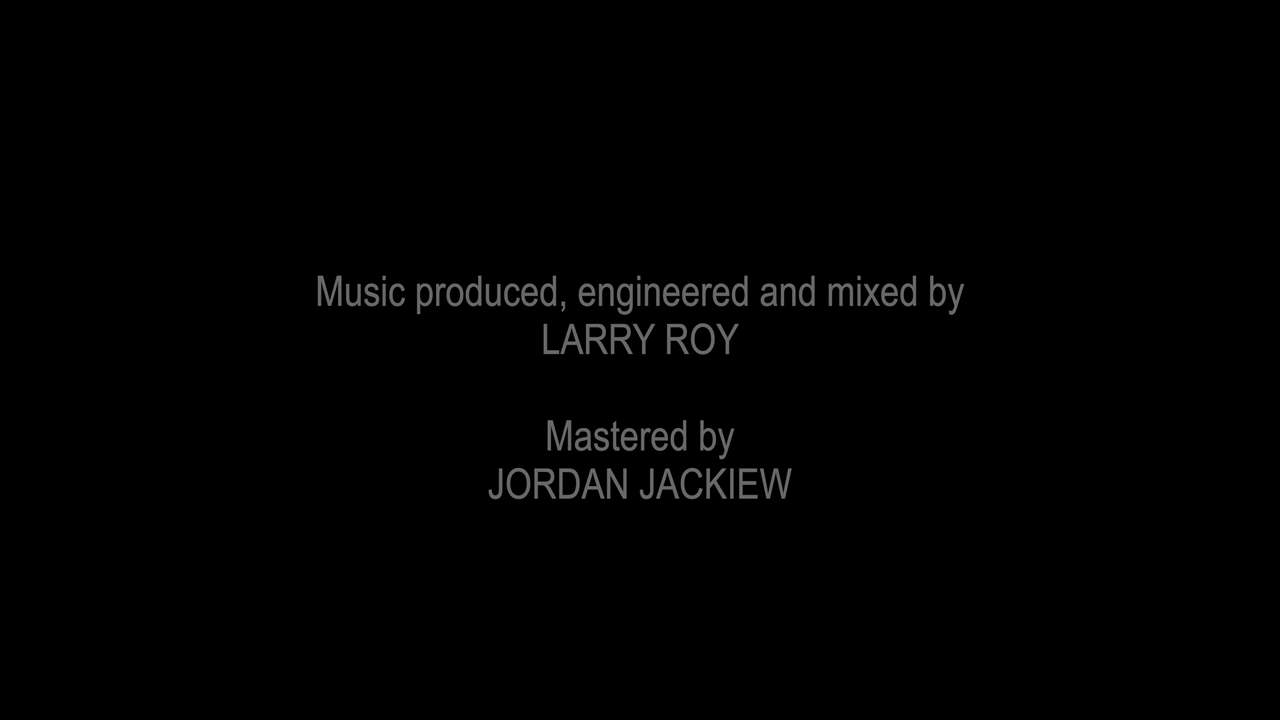 Music produced, engineered and mixed by
LARRY ROY
Mastered by
JORDAN JACKIEW